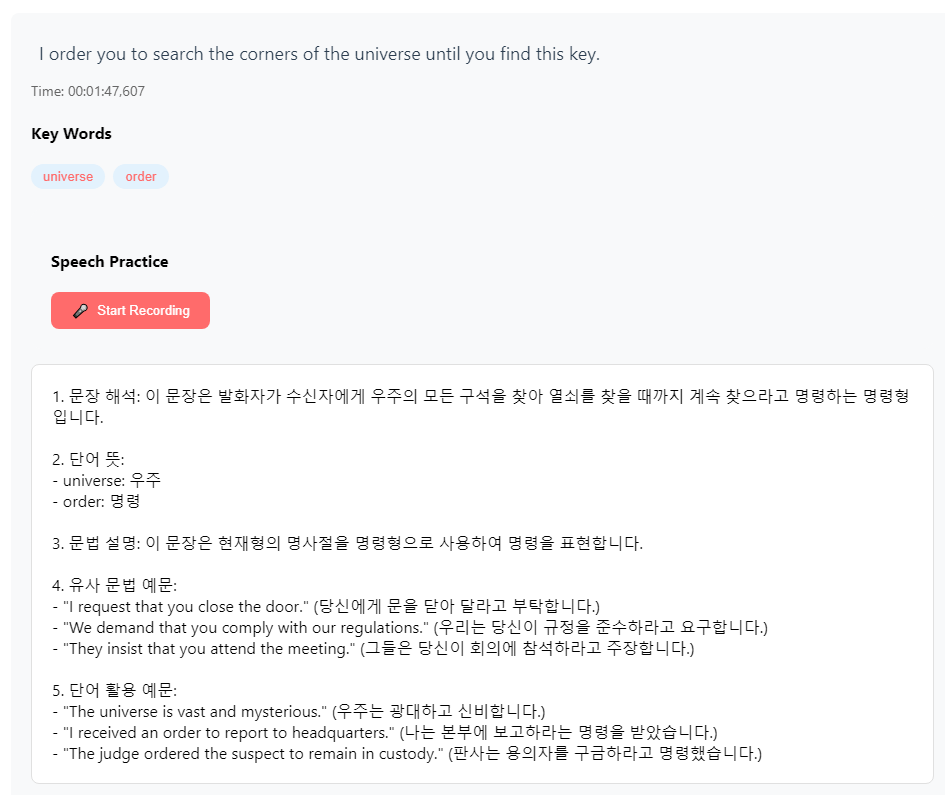 I order you to search the corners of the universe until you find this key.
Time: 00:01:47,607
Key Words
universe order
Speech Practice
Start Recording
1. 문장 해석: 이 문장은 발화자가 수신자에게 우주의 모든 구석을 찾아 열쇠를 찾을 때까지 계속 찾으라고 명령하는 명령형
입니다.
2. 단어 뜻:
- universe: 우주
- order: 명령
3. 문법 설명: 이 문장은 현재형의 명사절을 명령형으로 사용하여 명령을 표현합니다.
4. 유사 문법 예문:
- "I request that you close the door." (당신에게 문을 닫아 달라고 부탁합니다.)
- "We demand that you comply with our regulations." (우리는 당신이 규정을 준수하라고 요구합니다.)
- "They insist that you attend the meeting." (그들은 당신이 회의에 참석하라고 주장합니다.)
5. 단어 활용 예문:
- "The universe is vast and mysterious." (우주는 광대하고 신비합니다.)
- "I received an order to report to headquarters." (나는 본부에 보고하라는 명령을 받았습니다.)
- "The judge ordered the suspect to remain in custody." (판사는 용의자를 구금하라고 명령했습니다.)